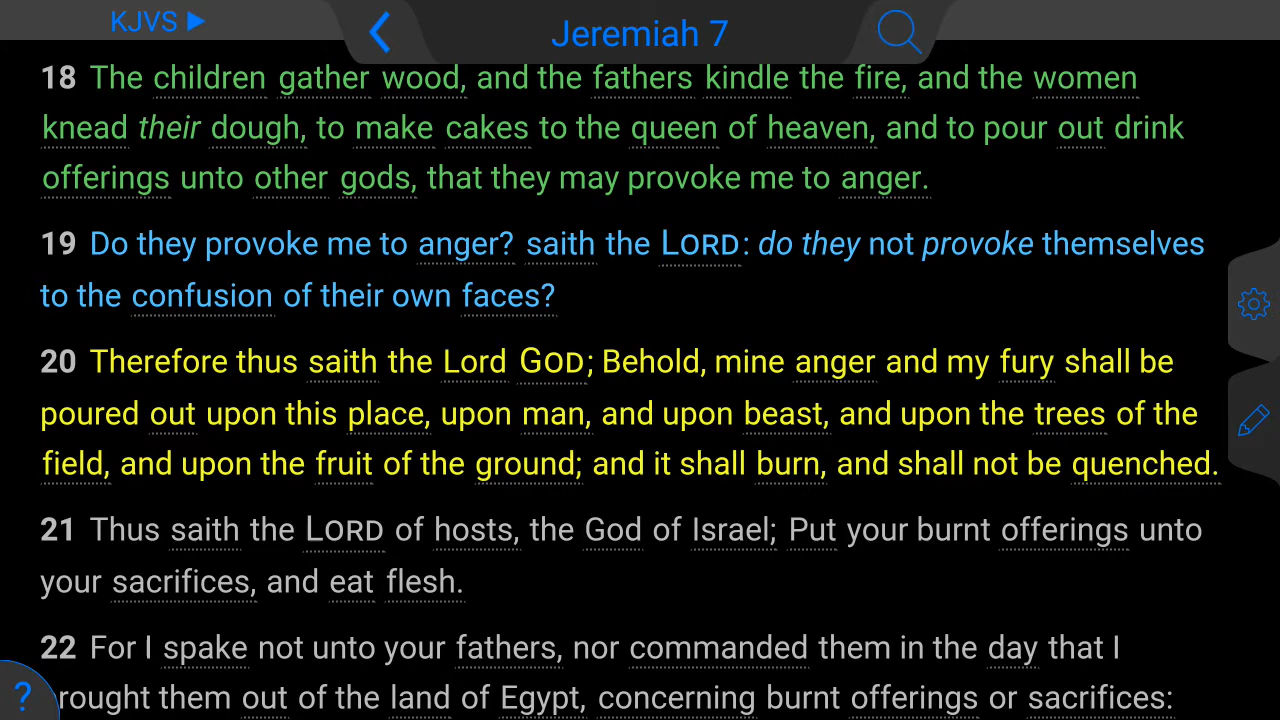 KJVS ▶
Jeremiah 7
18 The children gather wood, and the fathers kindle the fire, and the women
knead their dough, to make cakes to the queen of heaven, and to pour out drink
offerings unto other gods, that they may provoke me to anger.
19 Do they provoke me to anger? saith the LORD: do they not provoke themselves
to the confusion of their own faces?
20 Therefore thus saith the Lord GOD; Behold, mine anger and my fury shall be
poured out upon this place, upon man, and upon beast, and upon the trees of the
field, and upon the fruit of the ground; and it shall burn, and shall not be quenched.
21 Thus saith the LORD of hosts, the God of Israel; Put your burnt offerings unto
your sacrifices, and eat flesh.
22 For I spake not unto your fathers, nor commanded them in the day that I
rought them out of the land of Egypt, concerning burnt offerings or sacrifices:
?